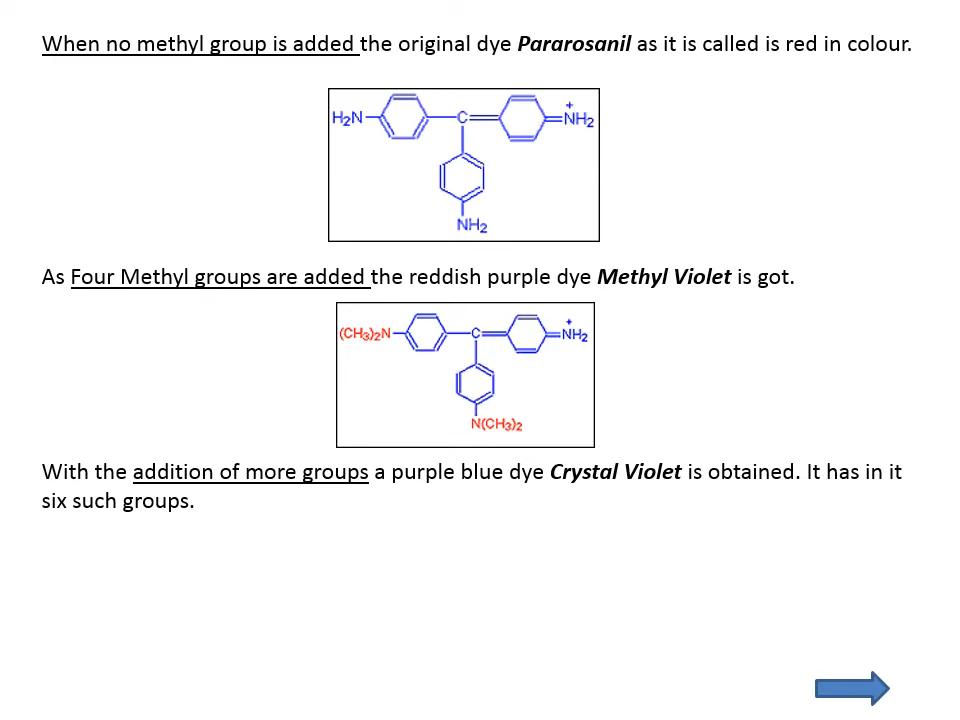 When no methyl group is added the original dye Pararosanil as it is called is red in colour.
H2N
C
+
NH2
NH2
As Four Methyl groups are added the reddish purple dye Methyl Violet is got.
(CH3)2N
C
+
NH2
N(CH3)2
With the addition of more groups a purple blue dye Crystal Violet is obtained. It has in it
six such groups.